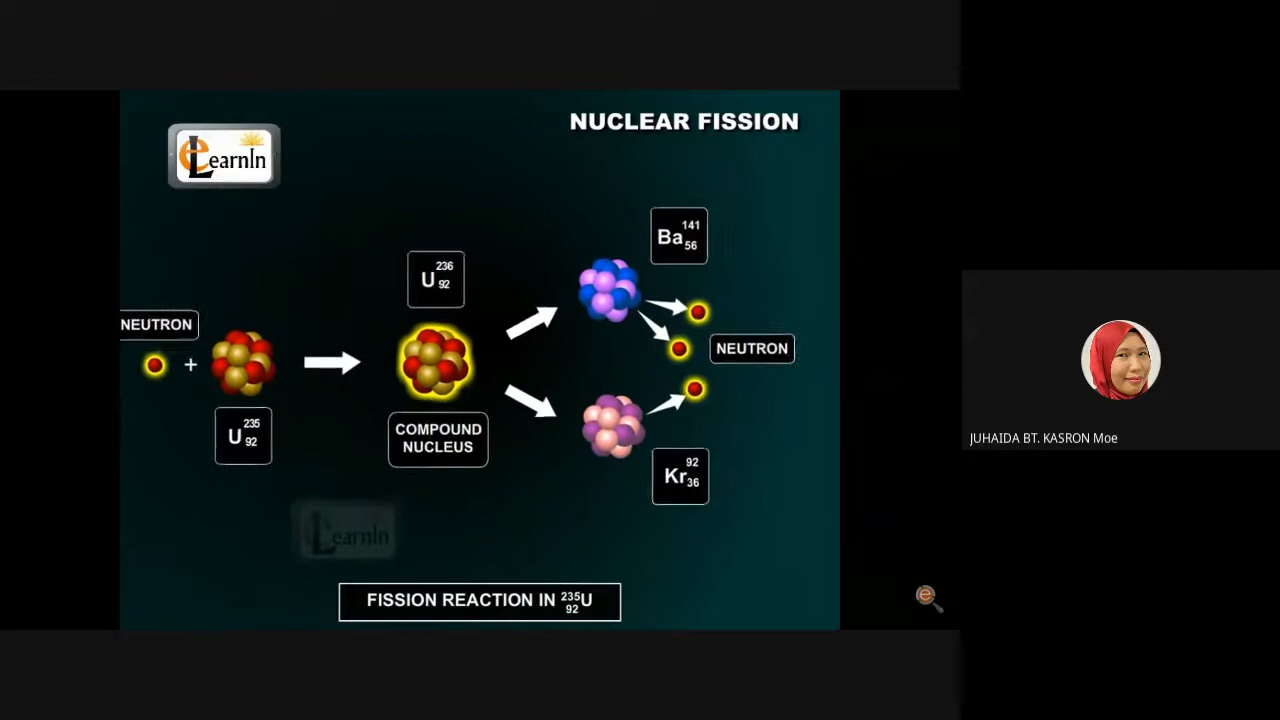 NUCLEAR FISSION
eLearnIn
Ba 141 56
U 236 92
NEUTRON
+
NEUTRON
U 235 92
COMPOUND
NUCLEUS
Kr 92 36
LearnIn
FISSION REACTION IN 235 92 U
e
JUHAIDA BT. KASRON Moe